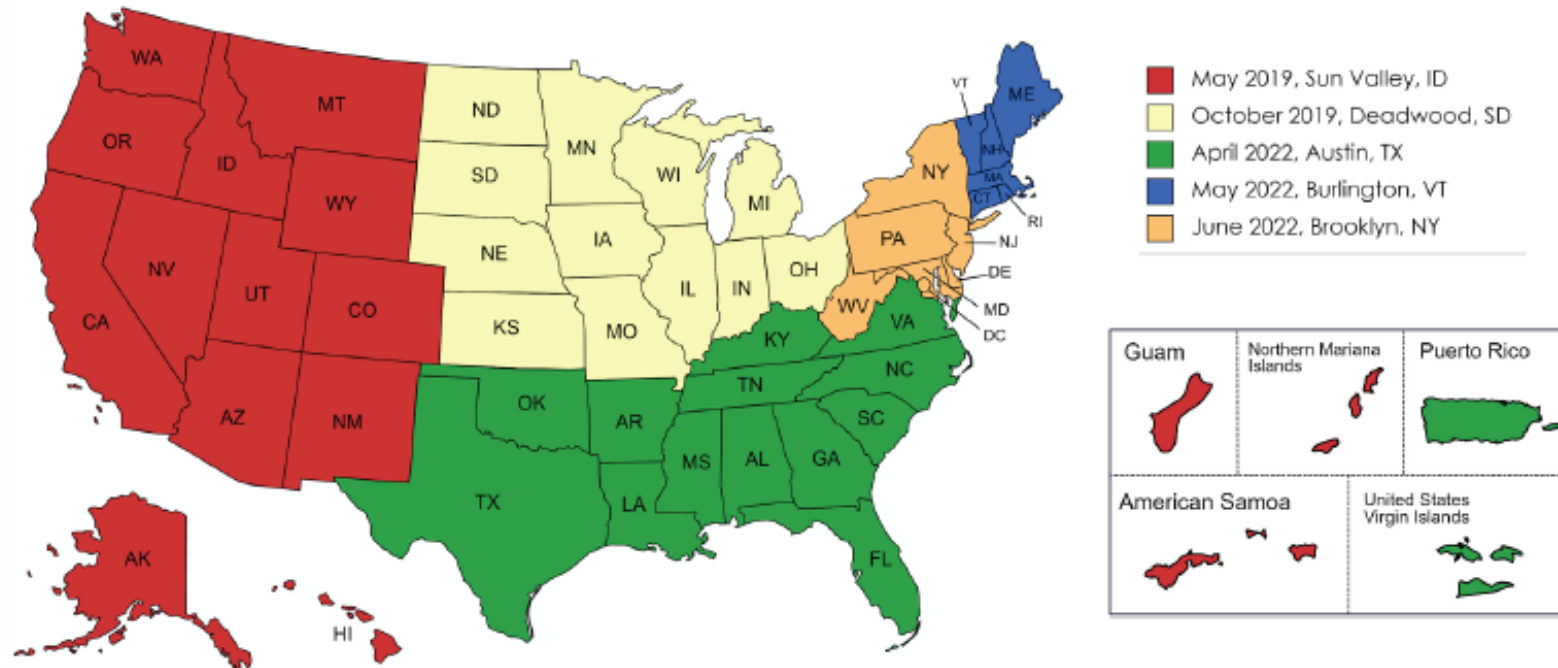 WA
MT
ND
MN
VT
ME
OR
ID
SD
WI
NH
NY
WY
MI
MA
CT
RI
IA
PA
NJ
NE
NV
OH
DE
UT
IL
IN
CA
CO
WV
MD
KS
MO
VA
DC
KY
NC
TN
OK
AZ
NM
AR
SC
MS
AL
GA
TX
LA
FL
AK
HI
May 2019, Sun Valley, ID
October 2019, Deadwood, SD
April 2022, Austin, TX
May 2022, Burlington, VT
June 2022, Brooklyn, NY
Guam
Northern Mariana
Islands
Puerto Rico
American Samoa
United States
Virgin Islands